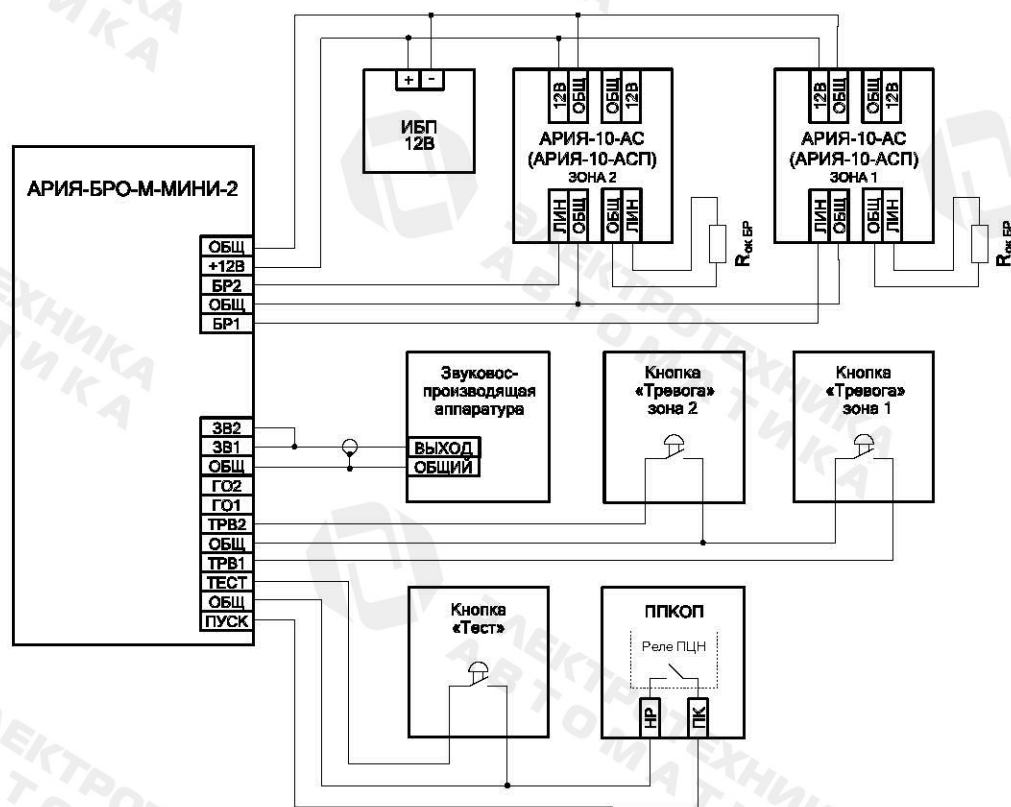 + -
ИБП
12В
12В ОБЩ ОБЩ 12В
АРИЯ-10-АС
(АРИЯ-10-АСП)
ЗОНА 2
ЛИН ОБЩ ОБЩ ЛИН
Rок БР
12В ОБЩ ОБЩ 12В
АРИЯ-10-АС
(АРИЯ-10-АСП)
ЗОНА 1
ЛИН ОБЩ ОБЩ ЛИН
Rок БР
АРИЯ-БРО-М-МИНИ-2
ОБЩ
+12В
БР2
ОБЩ
БР1
ЗВ2
ЗВ1
ОБЩ
ГО2
ГО1
ТРВ2
ОБЩ
ТРВ1
ТЕСТ
ОБЩ
ПУСК
Звуковос-
производящая
аппаратура
ВЫХОД
ОБЩИЙ
Кнопка
«Тревога»
зона 2
Кнопка
«Тревога»
зона 1
Кнопка
«Тест»
ППКОП
Реле ПЦН
НР ПК
ЭЛЕКТРОТЕХНИКА
АВТОМАТИКА
ЭЛЕКТРОТЕХНИКА
АВТОМАТИКА